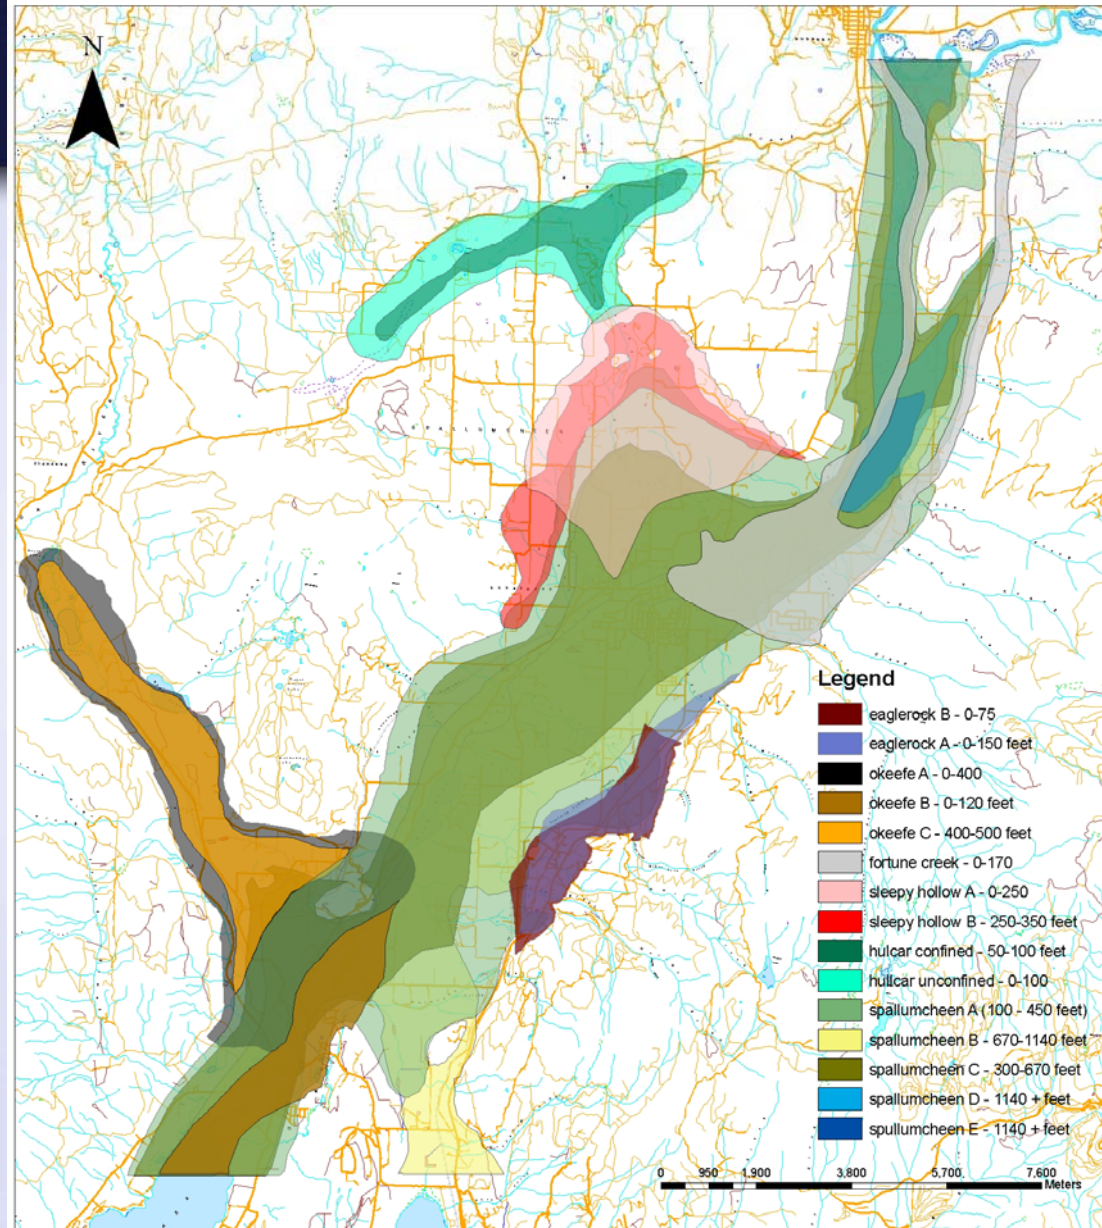 N
SPALLUMCHEEN
Legend
eaglerock B - 0-75
eaglerock A - 0-150 feet
okeefe A - 0-400
okeefe B - 0-120 feet
okeefe C - 400-500 feet
fortune creek - 0-170
sleepy hollow A - 0-250
sleepy hollow B - 250-350 feet
hulcar confined - 50-100 feet
hullcar unconfined - 0-100
spallumcheen A (100 - 450 feet)
spallumcheen B - 670-1140 feet
spallumcheen C - 300-670 feet
spallumcheen D - 1140 + feet
spullumcheen E - 1140 + feet
0 950 1,900 3,800 5,700 7,600
Meters